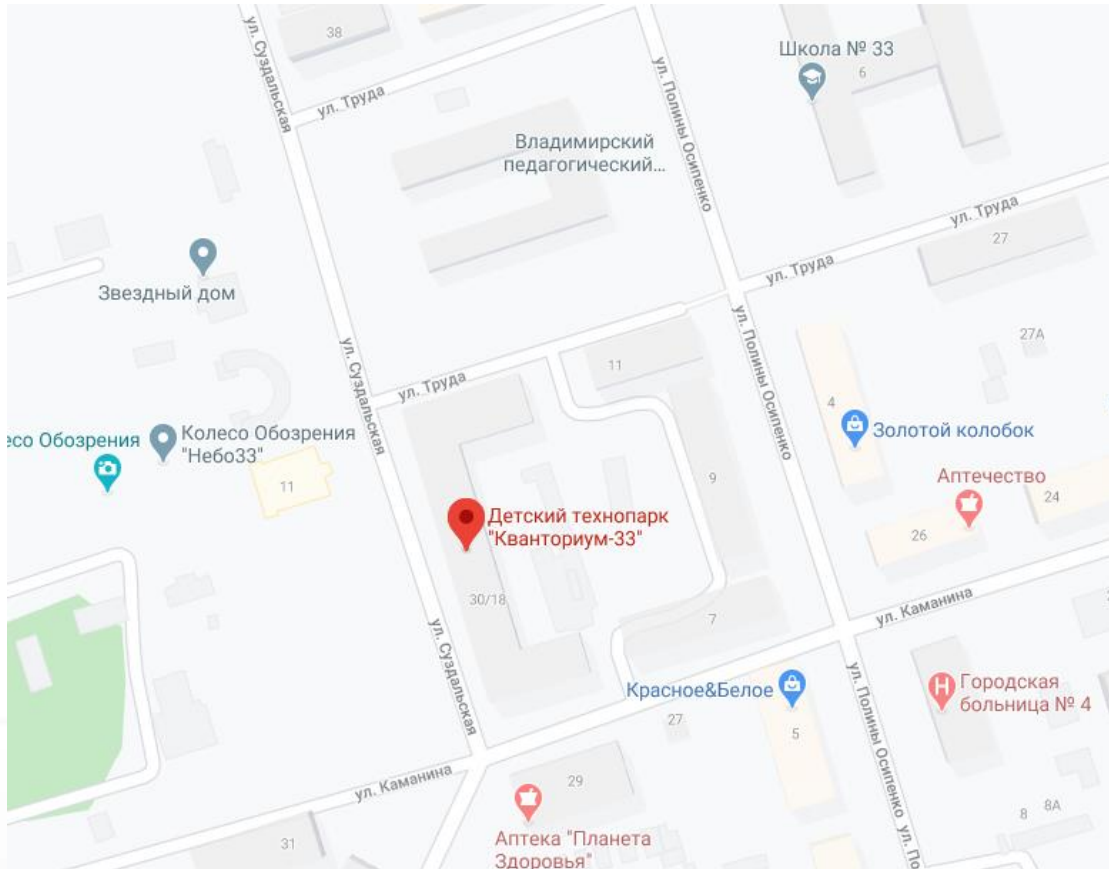 38
ул. Суздальская
ул. Труда
ул. Полины Осипенко
Школа № 33
6
Владимирский
педагогический...
ул. Труда
27
ул. Труда
Звездный дом
ул. Суздальская
ул. Полины Осипенко
27А
11
ул. Труда
4
Золотой колобок
есо Обозрения
Колесо Обозрения
"Небо33"
11
9
Аптечество
24
26
Детский технопарк
"Кванториум-33"
30/18
7
ул. Каманина
ул. Суздальская
Красное&Белое
27
5
ул. Полины Осипенко
Городская
больница № 4
ул. Каманина
29
8
8А
31
Аптека "Планета
Здоровья"
ул. По